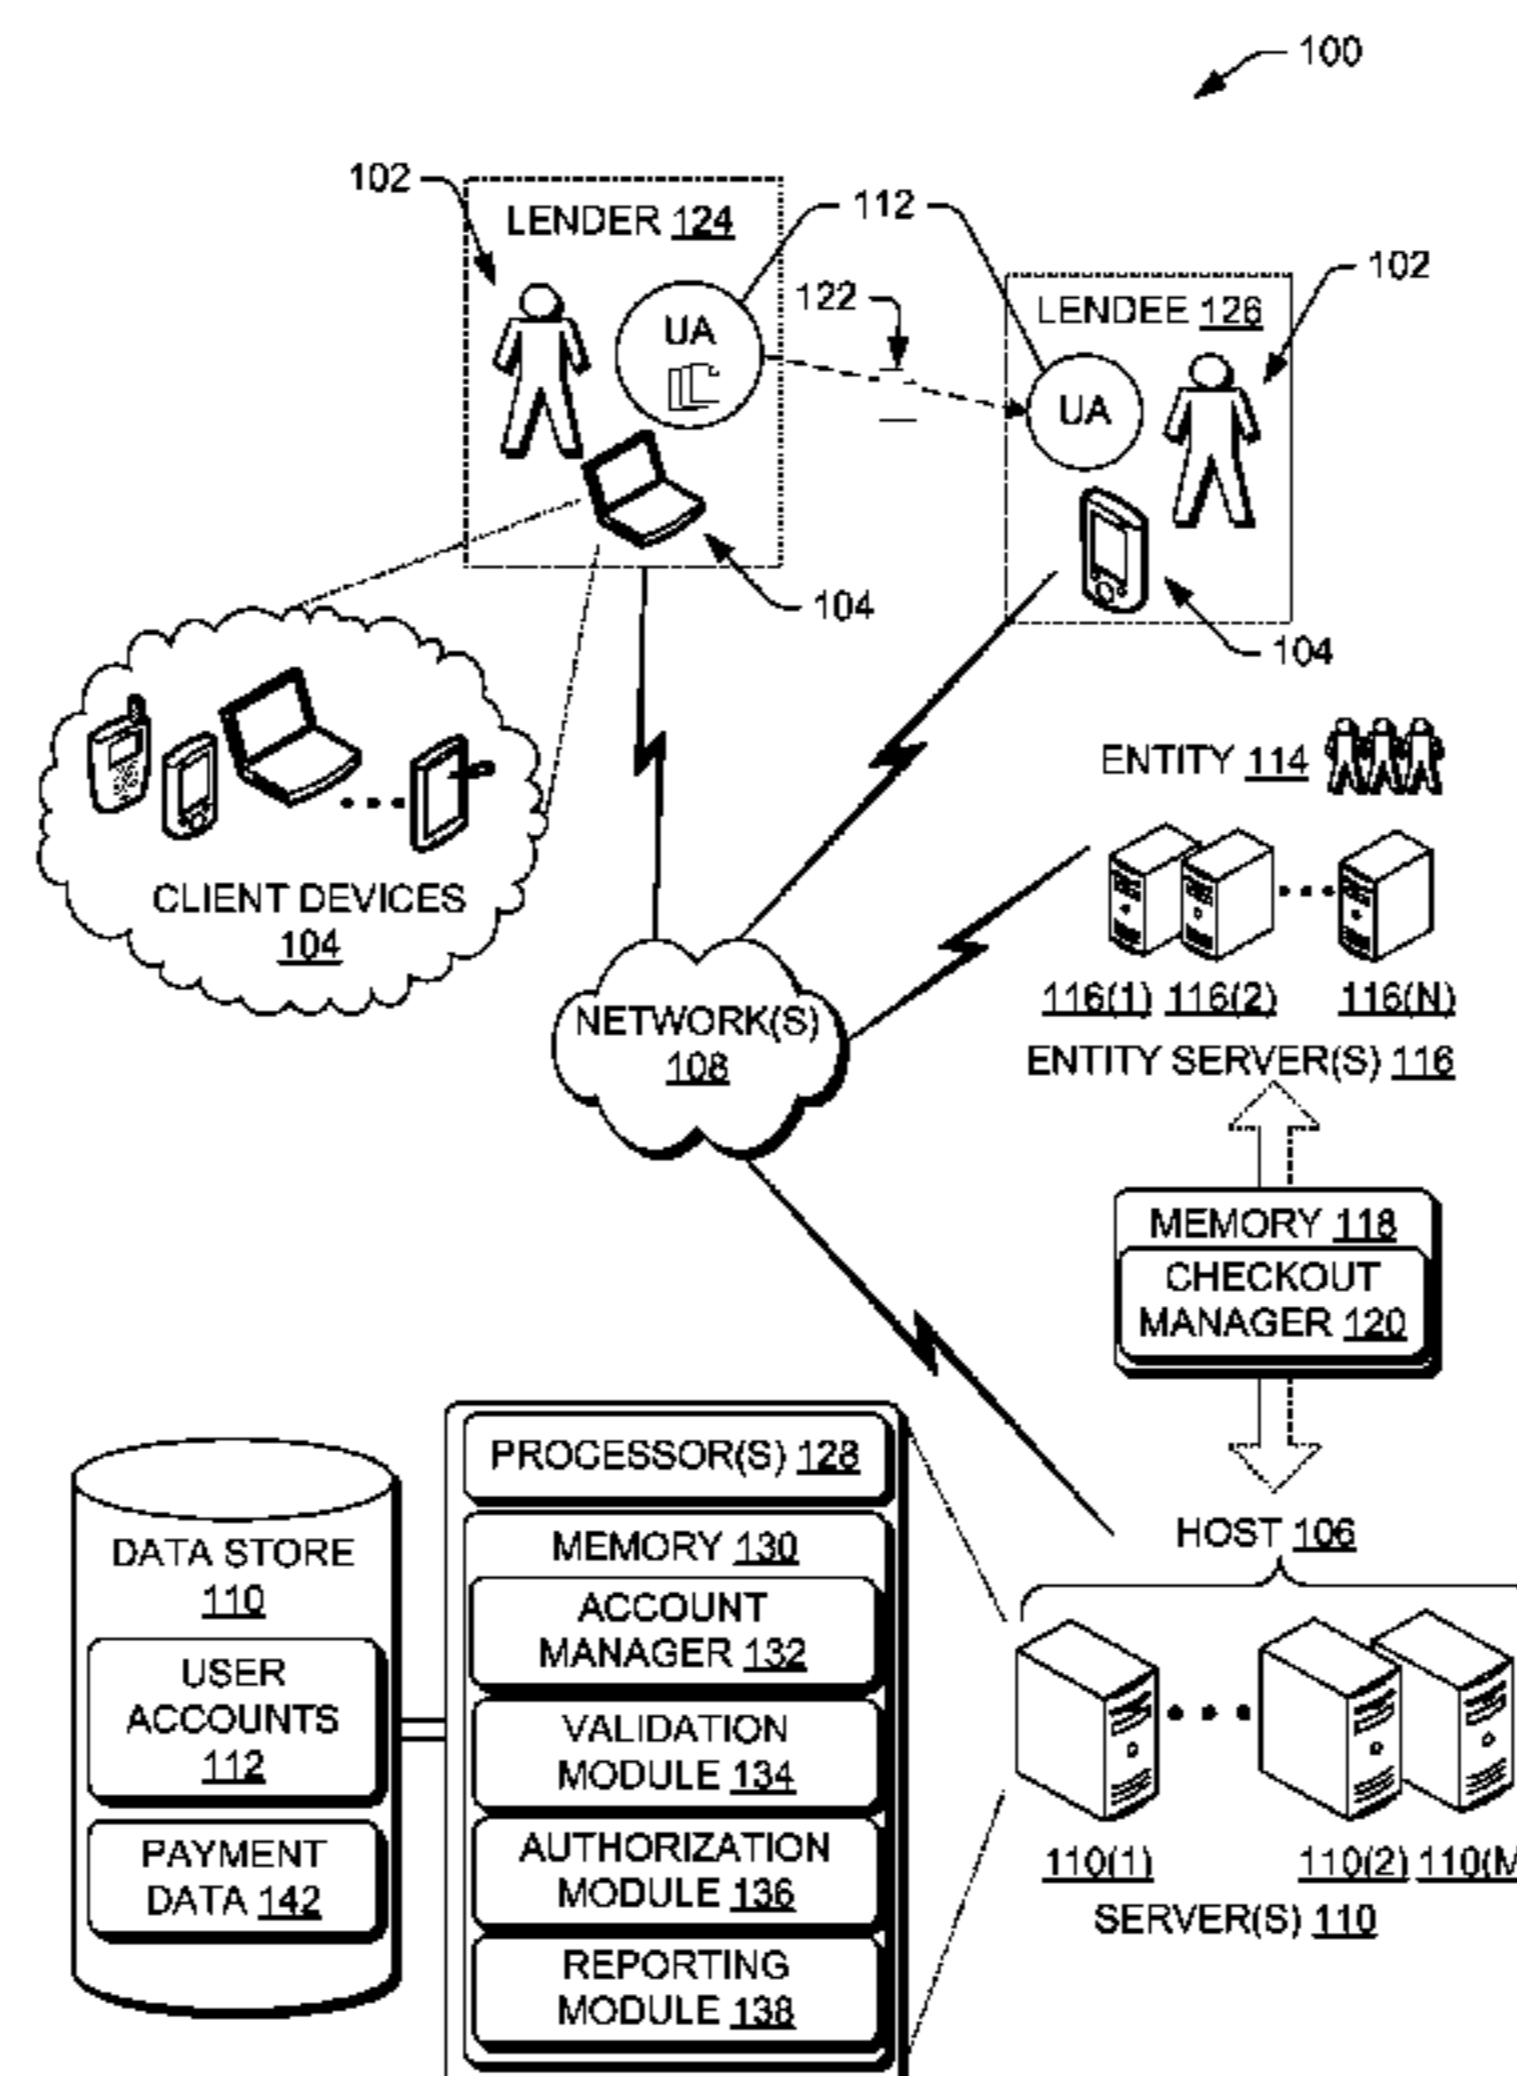 100
102
LENDER 124
112
102
122
LENDEE 126
UA
UA
104
104
ENTITY 114
CLIENT DEVICES
104
116(1) 116(2) 116(N)
NETWORK(S)
108
ENTITY SERVER(S) 116
MEMORY 118
CHECKOUT
MANAGER 120
PROCESSOR(S) 128
HOST 106
DATA STORE
110
MEMORY 130
ACCOUNT
MANAGER 132
USER
ACCOUNTS
112
VALIDATION
MODULE 134
PAYMENT
DATA 142
AUTHORIZATION
MODULE 136
110(1) 110(2) 110(M
SERVER(S) 110
REPORTING
MODULE 138